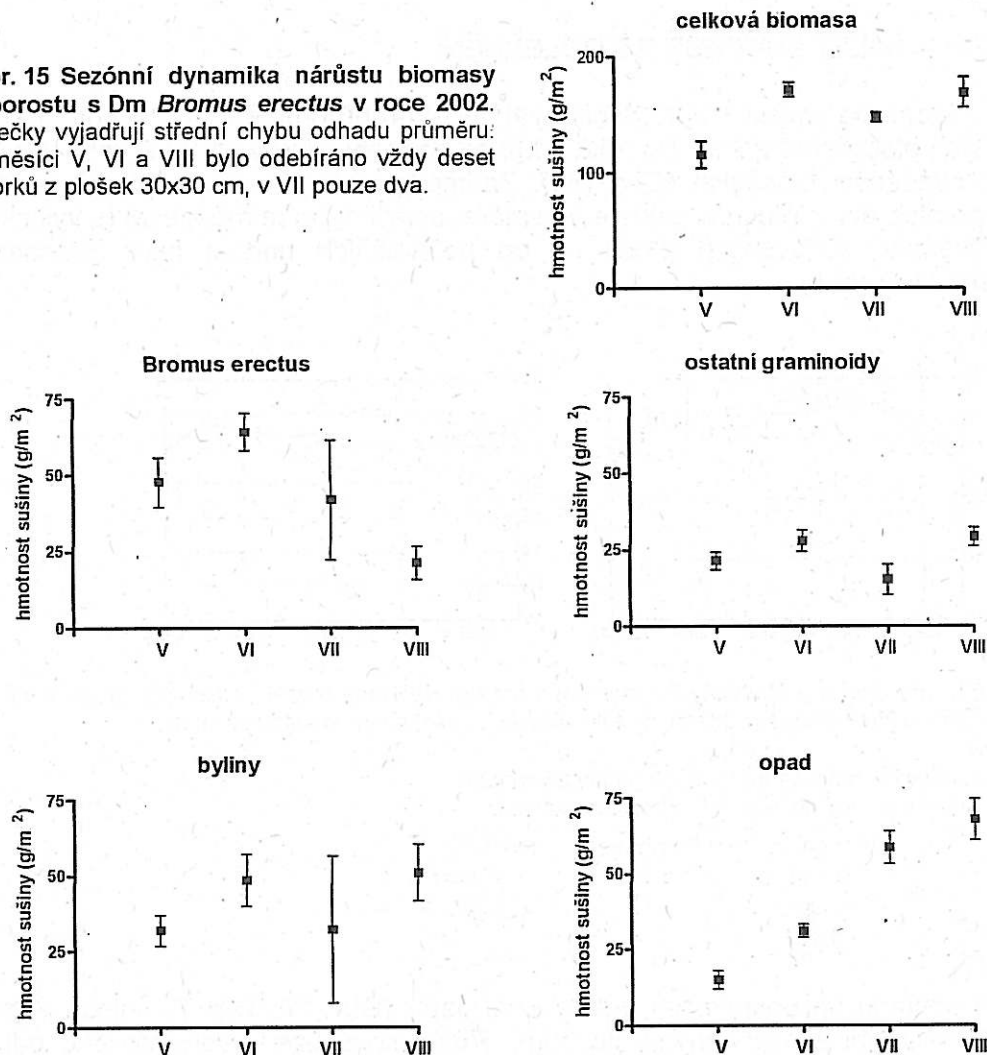 r. 15 Sezónní dynamika nárůstu biomasy
porostu s Dm Bromus erectus v roce 2002.
ečky vyjadřují střední chybu odhadu průměru.
měsíci V, VI a VIII bylo odebíráno vždy deset
orků z plošek 30x30 cm, v VII pouze dva.
celková biomasa
hmotnost sušiny (g/m²)
200
100
0
V VI VII VIII
Bromus erectus
hmotnost sušiny (g/m ²)
75
50
25
0
V VI VII VIII
ostatní graminoidy
hmotnost sušiny (g/m ²)
75
50
25
0
V VI VII VIII
byliny
hmotnost sušiny (g/m ²)
75
50
25
0
V VI VII VIII
opad
hmotnost sušiny (g/m ²)
75
50
25
0
V VI VII VIII